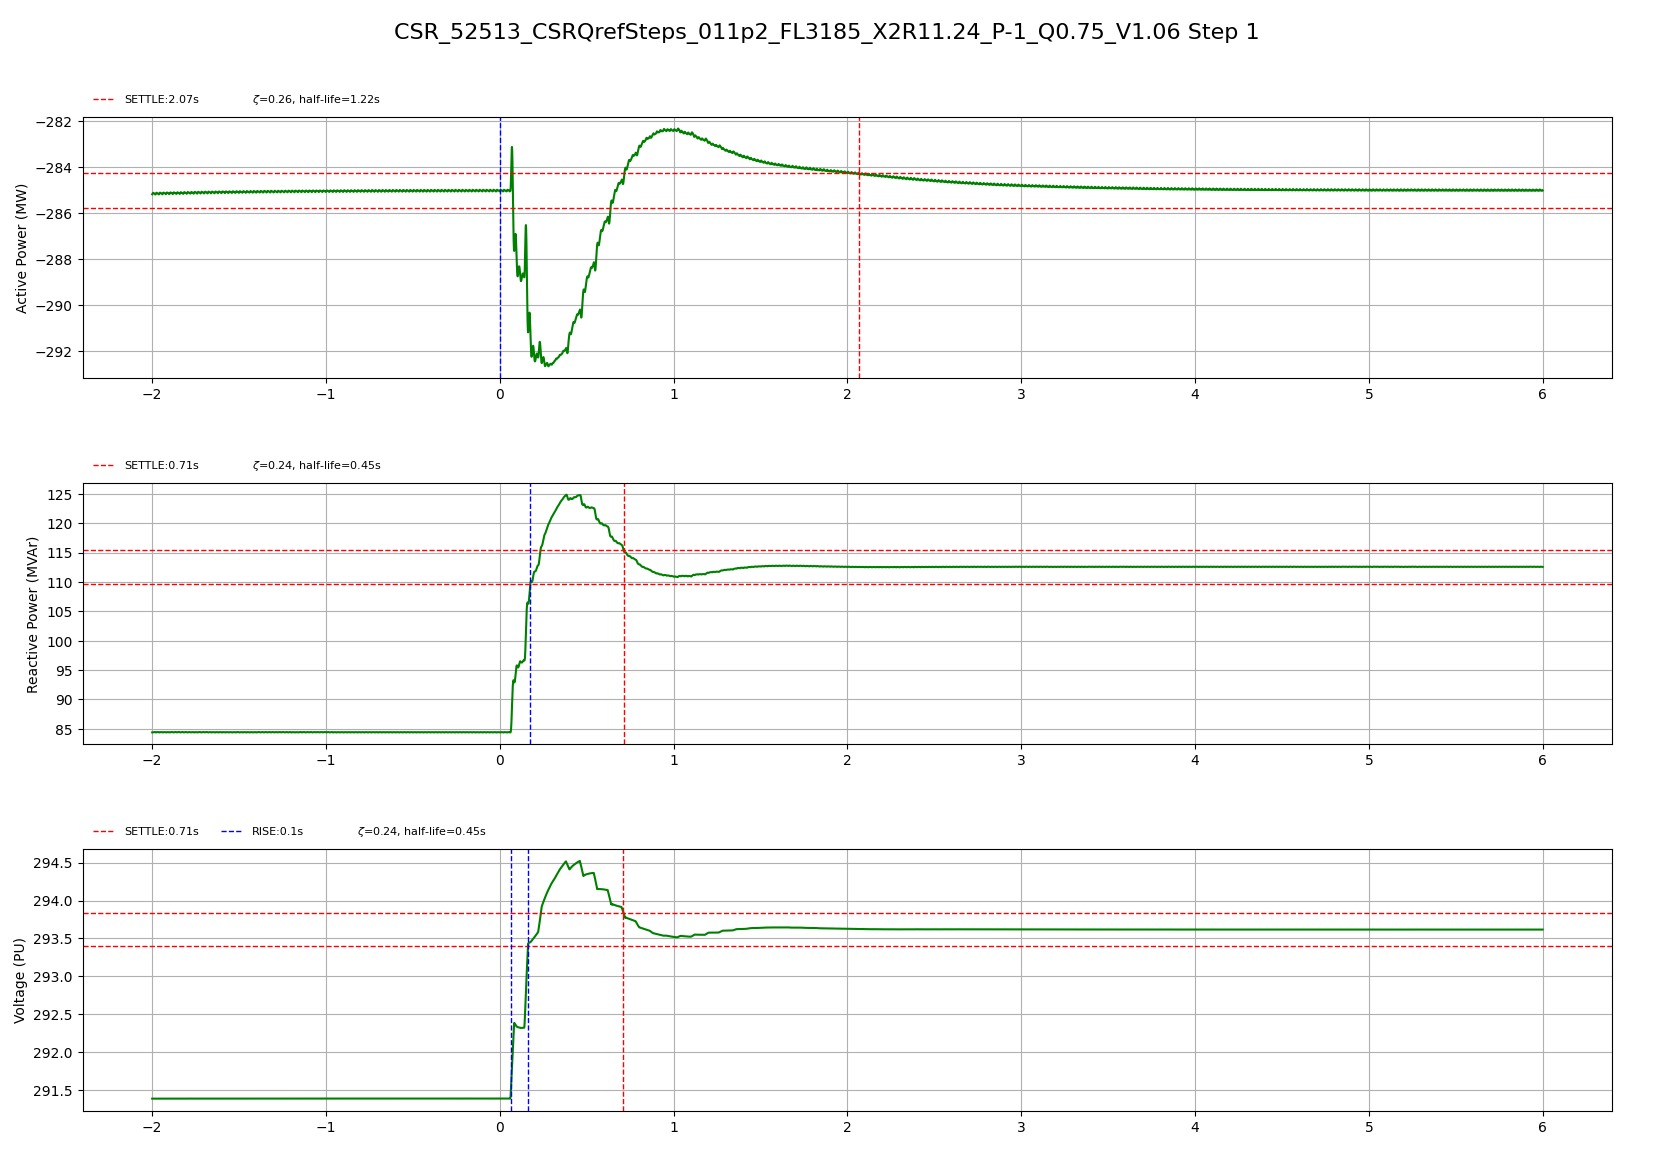 CSR_52513_CSRQrefSteps_011p2_FL3185_X2R11.24_P-1_Q0.75_V1.06 Step 1
SETTLE:2.07s ζ=0.26, half-life=1.22s
Active Power (MW)
−282
−284
−286
−288
−290
−292
−2 −1 0 1 2 3 4 5 6
SETTLE:0.71s ζ=0.24, half-life=0.45s
Reactive Power (MVAr)
125
120
115
110
105
100
95
90
85
−2 −1 0 1 2 3 4 5 6
SETTLE:0.71s RISE:0.1s ζ=0.24, half-life=0.45s
Voltage (PU)
294.5
294.0
293.5
293.0
292.5
292.0
291.5
−2 −1 0 1 2 3 4 5 6